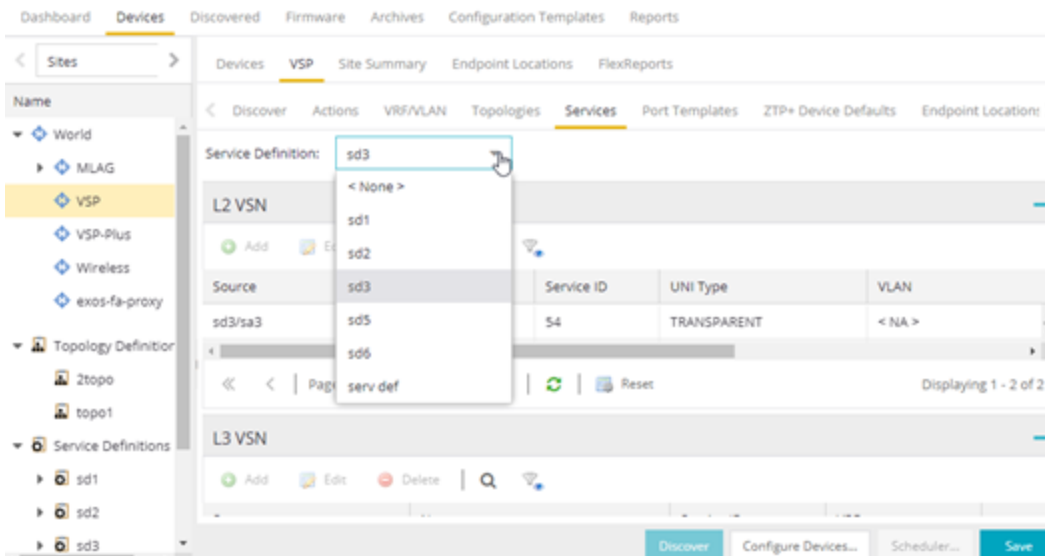 Dashboard Devices Discovered Firmware Archives Configuration Templates Reports
Sites
Name
World
MLAG
VSP
VSP-Plus
Wireless
exos-fa-proxy
Topology Definition
2topo
topo1
Service Definitions
sd1
sd2
sd3
Devices VSP Site Summary Endpoint Locations FlexReports
Discover Actions VRF/VLAN Topologies Services Port Templates ZTP+ Device Defaults Endpoint Locations
Service Definition: sd3
< None >
sd1
sd2
sd3
sd5
sd6
serv def
L2 VSN
Add
Source Service ID UNI Type VLAN
sd3/sa3 54 TRANSPARENT < NA >
Reset Displaying 1 - 2 of 2
L3 VSN
Add Edit Delete
Discover Configure Devices... Scheduler... Save